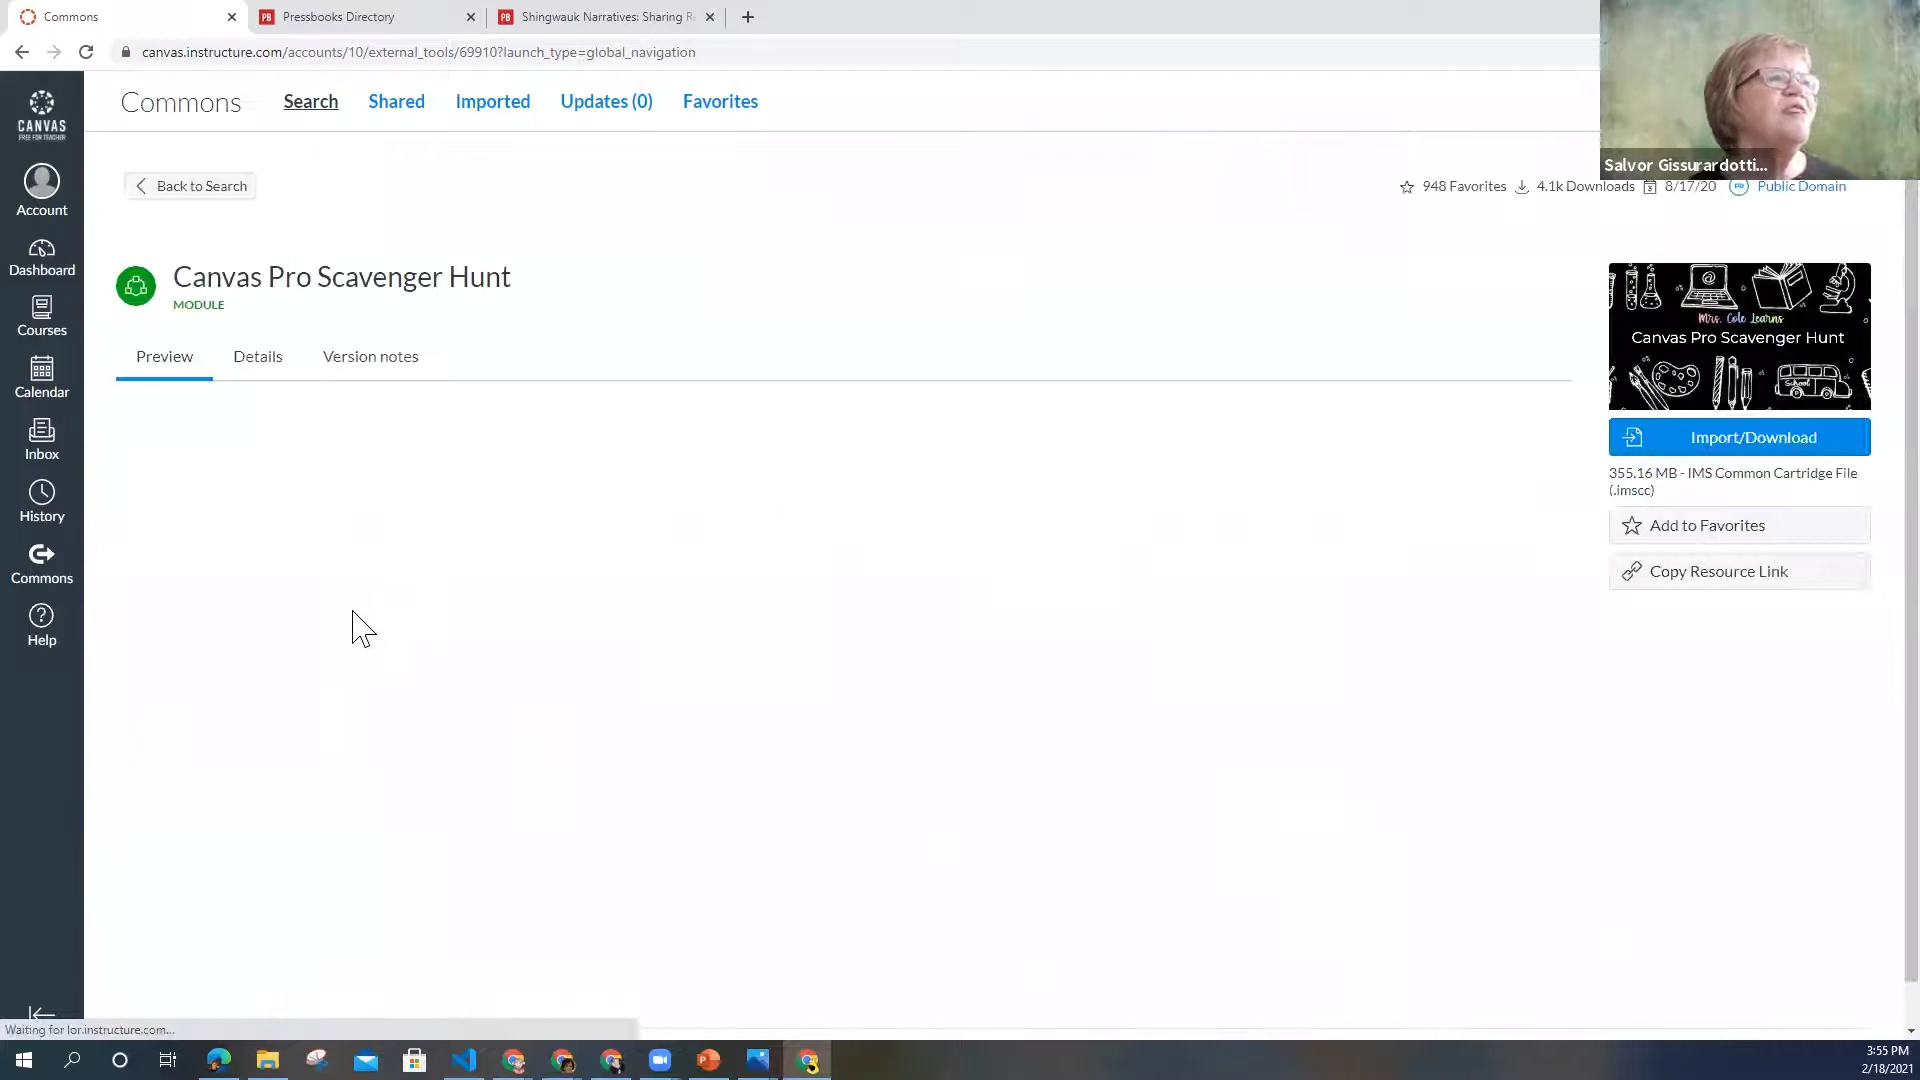 Commons
Pressbooks Directory
Shingwauk Narratives: Sharing R
canvas.instructure.com/accounts/10/external_tools/69910?launch_type=global_navigation
CANVAS
FREE FOR TEACHER
Account
Dashboard
Courses
Calendar
Inbox
History
Commons
Help
Commons
Search
Shared
Imported
Updates (0)
Favorites
Salvor Gissurardotti...
Back to Search
948 Favorites
4.1k Downloads
8/17/20
Public Domain
Canvas Pro Scavenger Hunt
MODULE
Preview
Details
Version notes
Mrs. Cole Learns
Canvas Pro Scavenger Hunt
School
Import/Download
355.16 MB - IMS Common Cartridge File
(.imscc)
Add to Favorites
Copy Resource Link
Waiting for lor.instructure.com...
3:55 PM
2/18/2021